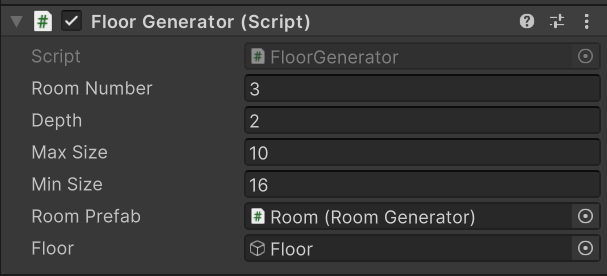 Floor Generator (Script)
Script FloorGenerator
Room Number 3
Depth 2
Max Size 10
Min Size 16
Room Prefab Room (Room Generator)
Floor Floor